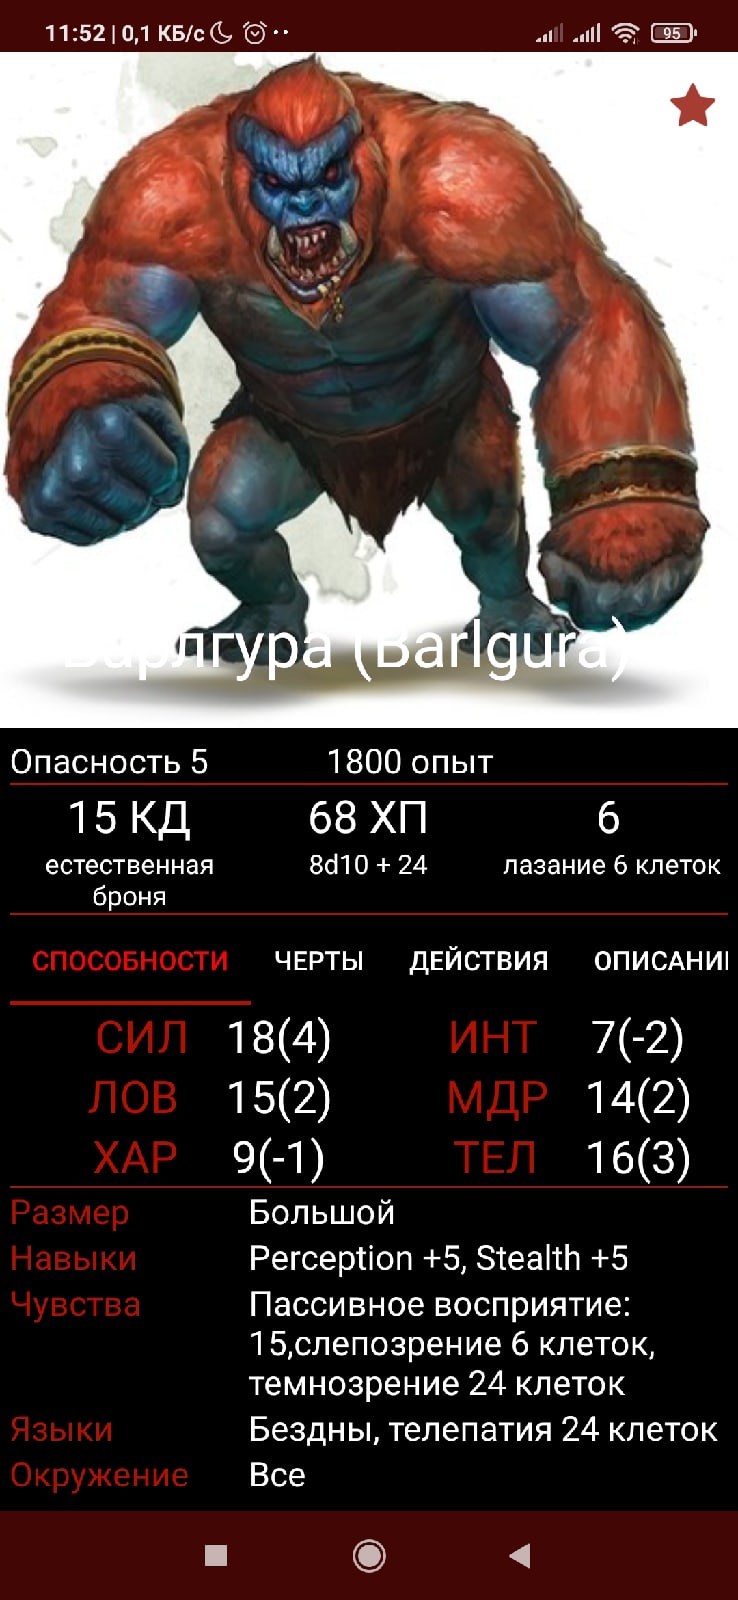 11:52 | 0,1 КБ/с
95
Барлгура (Barlgura)
Опасность 5 1800 опыт
15 КД 68 ХП 6
естественная броня 8d10 + 24 лазание 6 клеток
СПОСОБНОСТИ ЧЕРТЫ ДЕЙСТВИЯ ОПИСАНИ
СИЛ 18(4) ИНТ 7(-2)
ЛОВ 15(2) МДР 14(2)
ХАР 9(-1) ТЕЛ 16(3)
Размер Большой
Навыки Perception +5, Stealth +5
Чувства Пассивное восприятие:
15,слепозрение 6 клеток,
темнозрение 24 клеток
Языки Бездны, телепатия 24 клеток
Окружение Все